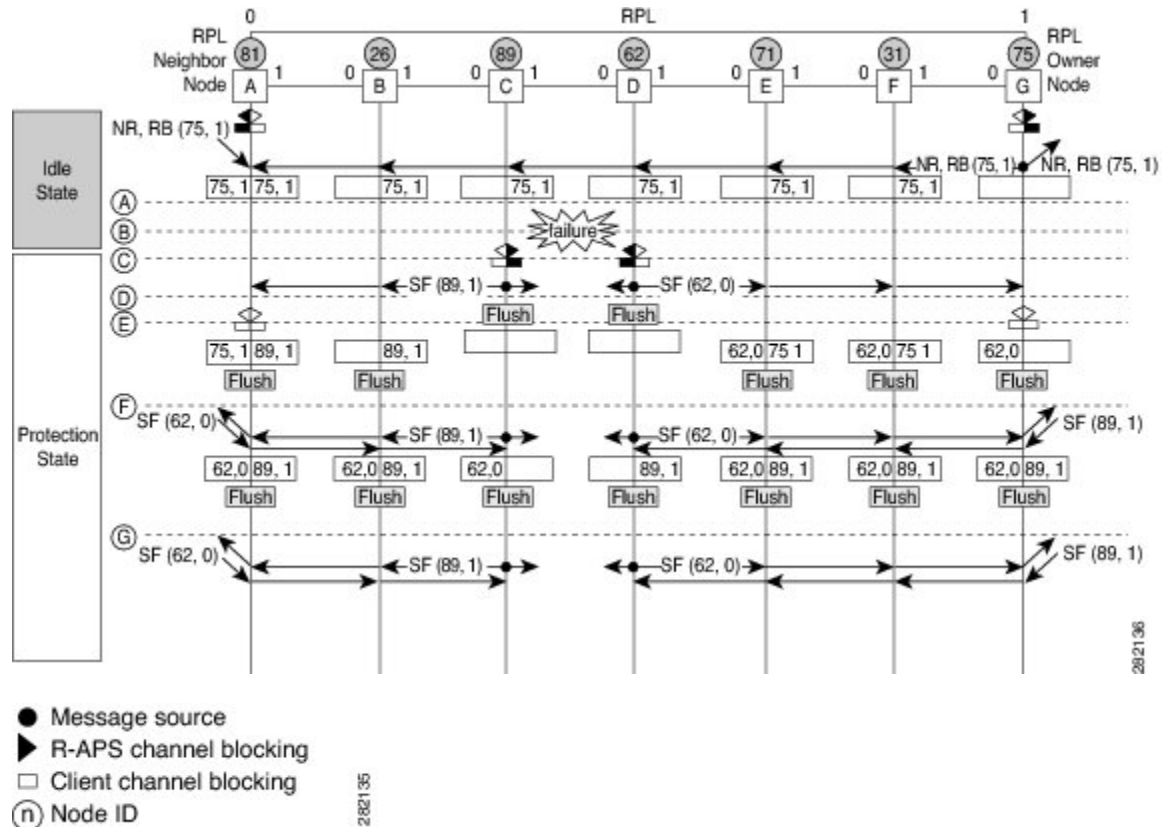 0 RPL 1
RPL Neighbor Node
81 26 89 62 71 31 75
RPL Owner Node
A 1 0 B 1 0 C 1 0 D 1 0 E 1 0 F 1 0 G
Idle State
NR, RB (75, 1)
NR, RB (75, 1) NR, RB (75, 1)
75, 1 75, 1 75, 1 75, 1 75, 1 75, 1 75, 1
A
B
failure
C
SF (89, 1) SF (62, 0)
D
Flush Flush
E
75, 1 89, 1 89, 1 62,0 75 1 62,0 75 1 62,0
Flush Flush Flush Flush Flush
Protection State
F
SF (62, 0) SF (89, 1) SF (62, 0) SF (89, 1)
62,0 89, 1 62,0 89, 1 62,0 89, 1 62,0 89, 1 62,0 89, 1 62,0 89, 1
Flush Flush Flush Flush Flush Flush Flush
G
SF (62, 0) SF (89, 1) SF (62, 0) SF (89, 1)
282136
Message source
R-APS channel blocking
Client channel blocking
n Node ID
282135